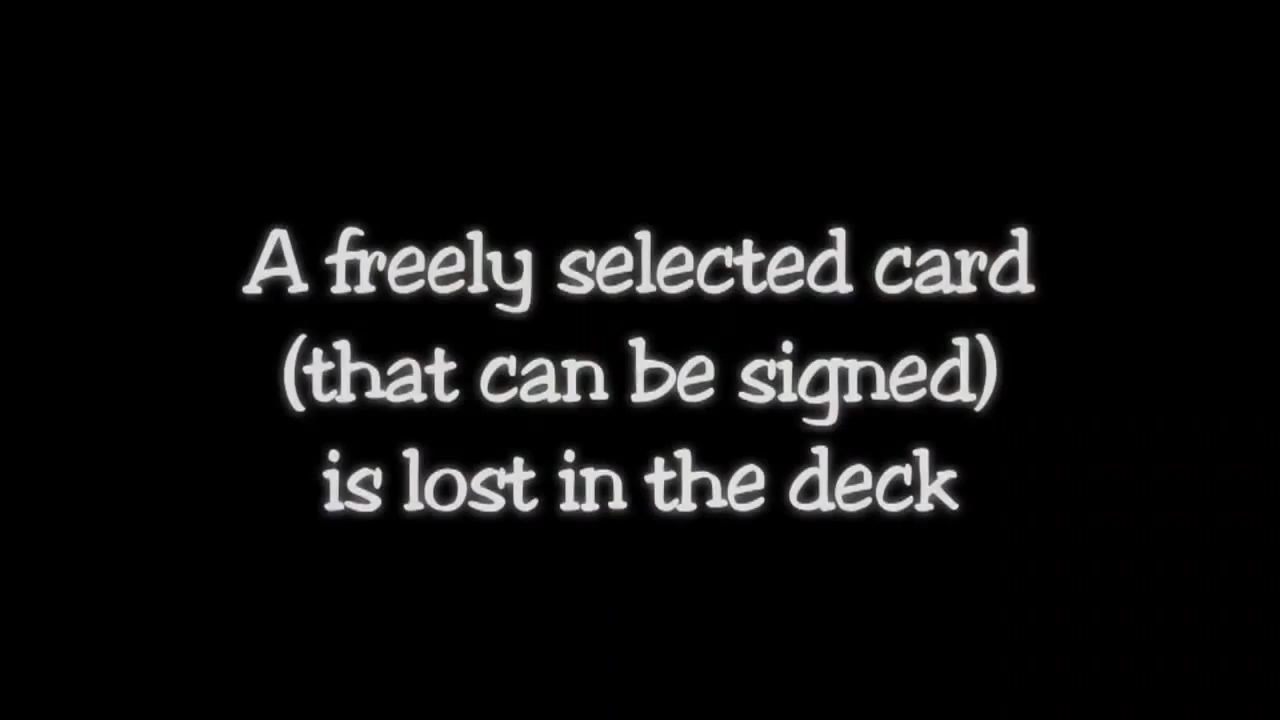 A freely selected card
(that can be signed)
is lost in the deck